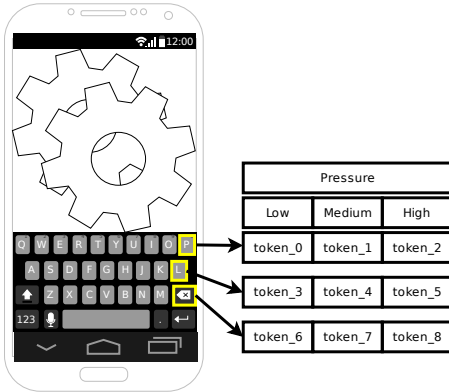 12:00
Pressure
Low Medium High
Q W E R T Y U I O P
token_0 token_1 token_2
A S D F G H J K L
token_3 token_4 token_5
Z X C V B N M
123 .
token_6 token_7 token_8